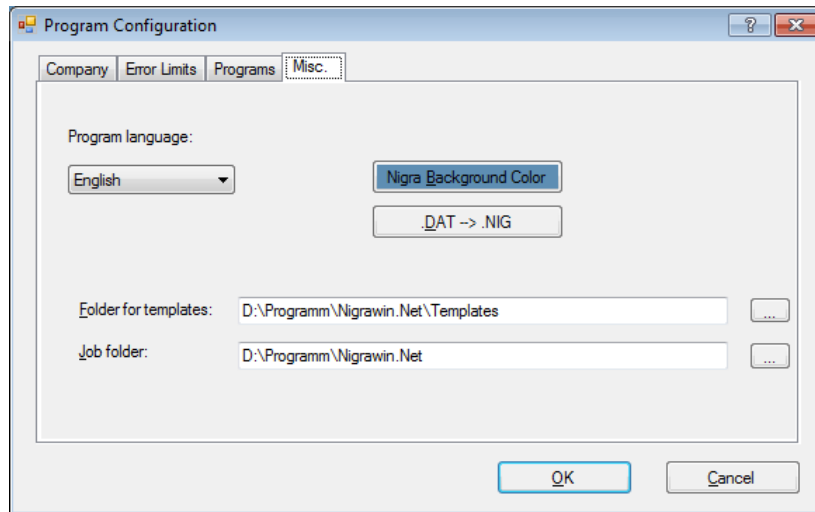 Program Configuration
?
Company Error Limits Programs Misc.
Program language:
English
Nigra Background Color
.DAT --> .NIG
Folder for templates: D:\Programm\Nigrawin.Net\Templates ...
Job folder: D:\Programm\Nigrawin.Net ...
OK Cancel